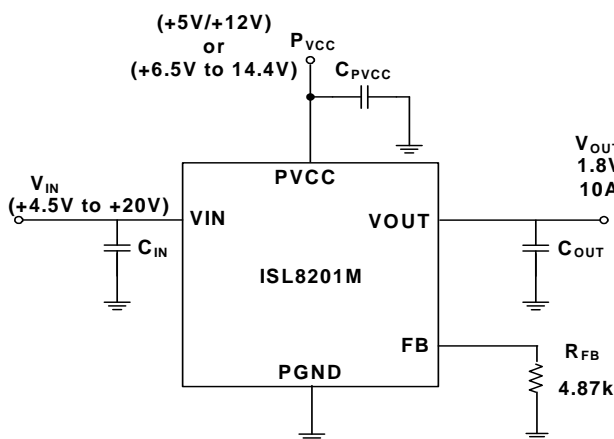 (+5V/+12V)
or
(+6.5V to 14.4V)
PVCC
CPVCC
VIN
(+4.5V to +20V)
CIN
PVCC
VIN
VOUT
ISL8201M
FB
PGND
VOUT
1.8V
10A
COUT
RFB
4.87k